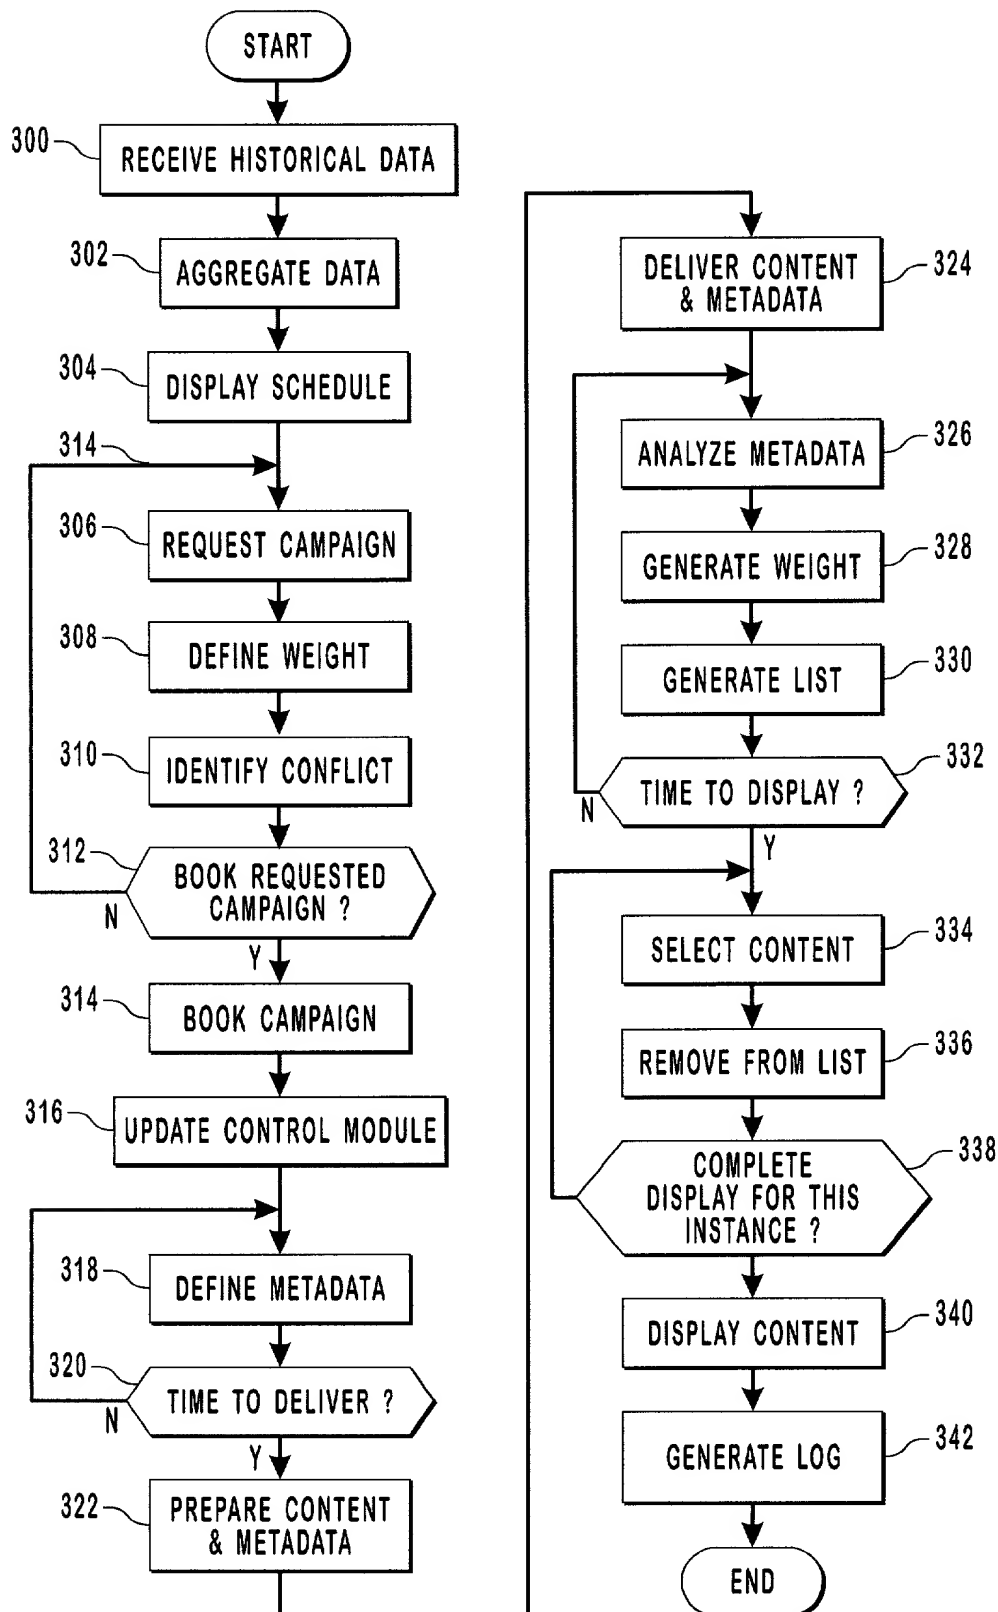 START
300
RECEIVE HISTORICAL DATA
302
AGGREGATE DATA
304
DISPLAY SCHEDULE
314
306
REQUEST CAMPAIGN
308
DEFINE WEIGHT
310
IDENTIFY CONFLICT
312
BOOK REQUESTED
CAMPAIGN ?
N
Y
314
BOOK CAMPAIGN
316
UPDATE CONTROL MODULE
318
DEFINE METADATA
320
TIME TO DELIVER ?
N
Y
322
PREPARE CONTENT
& METADATA
DELIVER CONTENT
& METADATA
324
ANALYZE METADATA
326
GENERATE WEIGHT
328
GENERATE LIST
330
TIME TO DISPLAY ?
332
N
Y
SELECT CONTENT
334
REMOVE FROM LIST
336
COMPLETE
DISPLAY FOR THIS
INSTANCE ?
338
DISPLAY CONTENT
340
GENERATE LOG
342
END